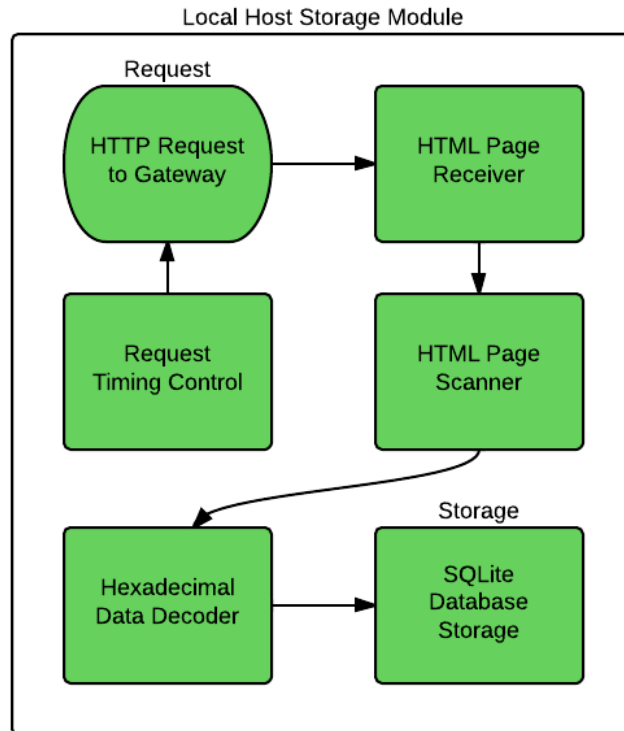 Local Host Storage Module
Request
HTTP Request
to Gateway
HTML Page
Receiver
Request
Timing Control
HTML Page
Scanner
Storage
Hexadecimal
Data Decoder
SQLite
Database
Storage